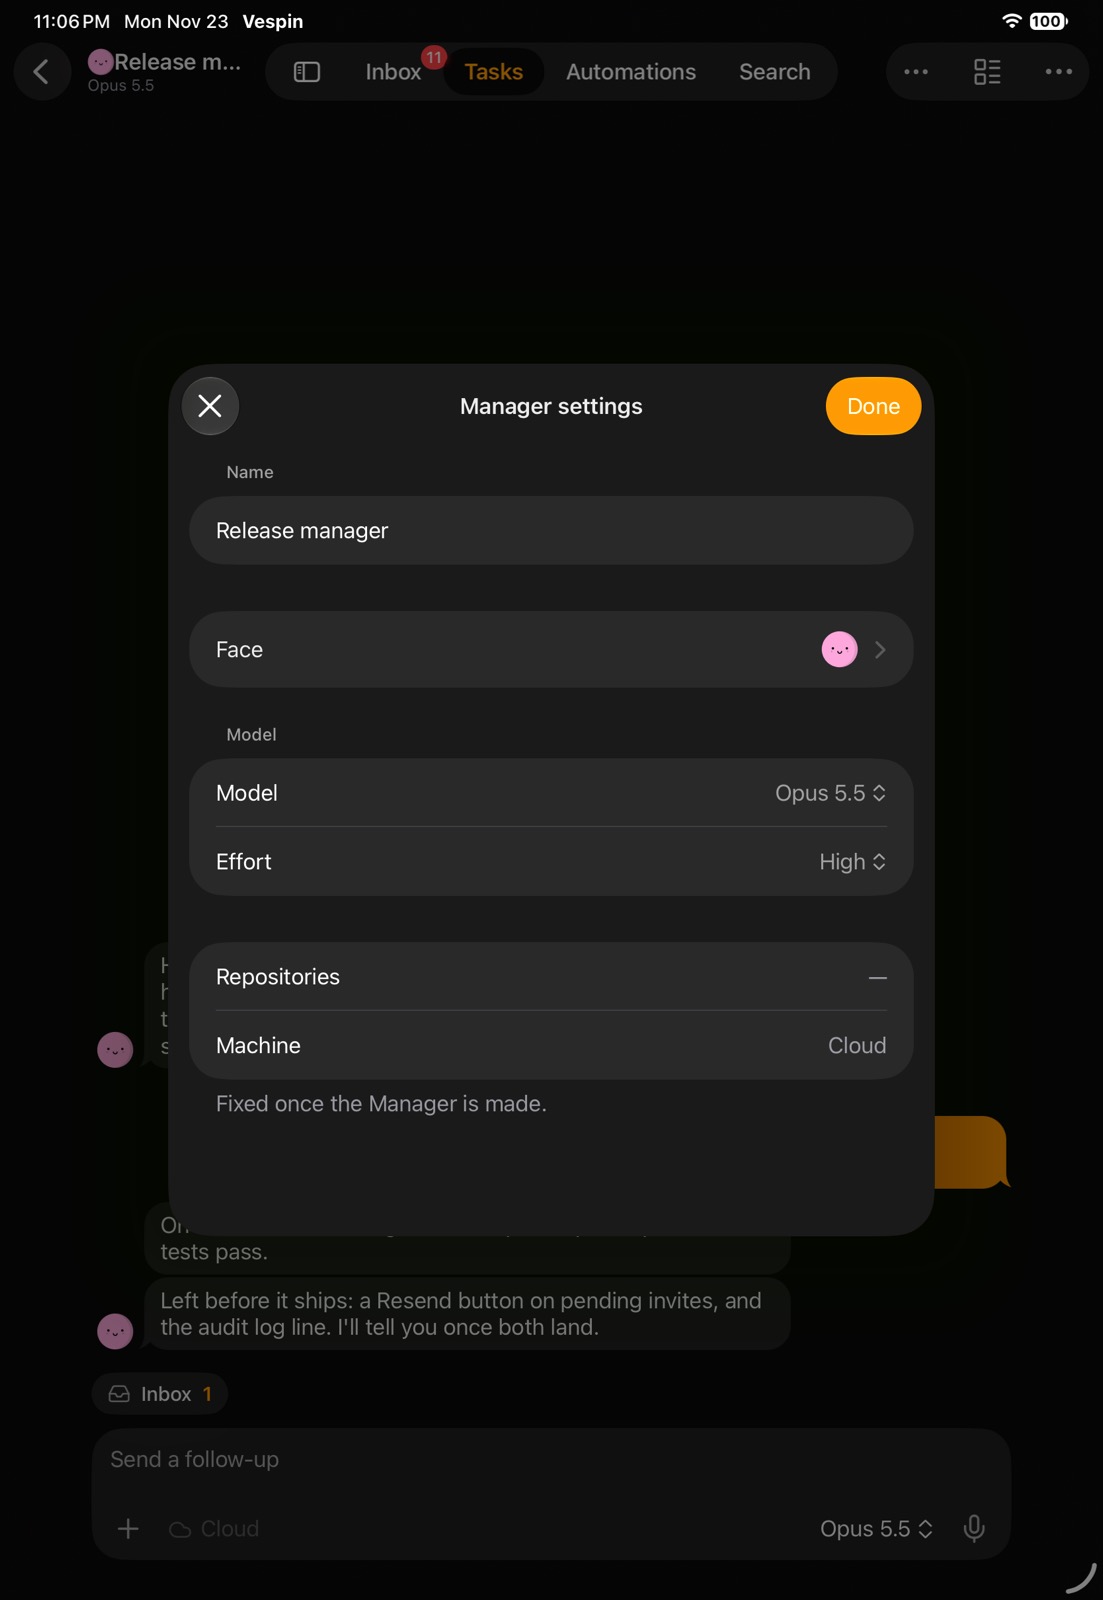 11:06 PM Mon Nov 23 Vespin
100
Release m...
Opus 5.5
Inbox 11 Tasks Automations Search
Manager settings
Done
Name
Release manager
Face
Model
Model Opus 5.5
Effort High
Repositories —
Machine Cloud
Fixed once the Manager is made.
tests pass.
Left before it ships: a Resend button on pending invites, and
the audit log line. I'll tell you once both land.
Inbox 1
Send a follow-up
Cloud Opus 5.5